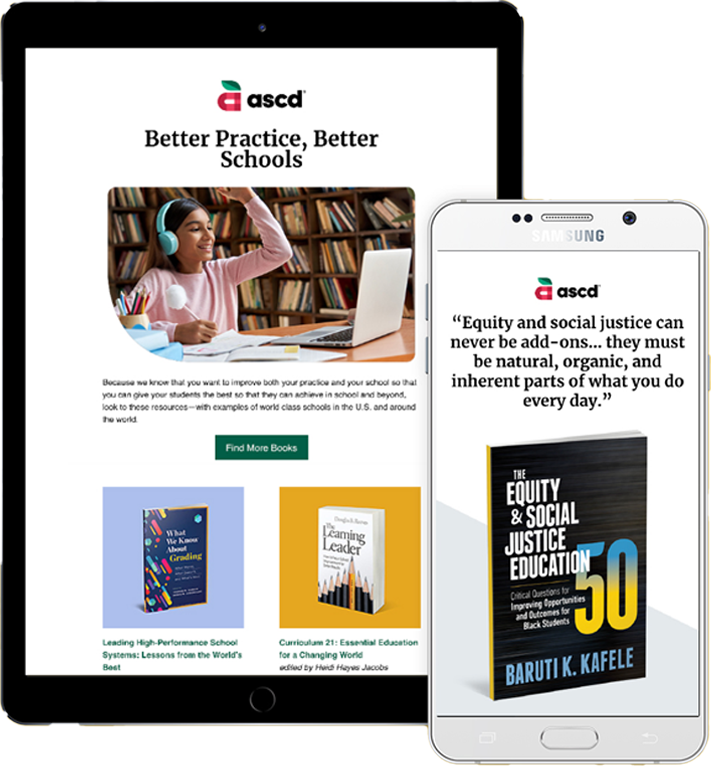 ascd
Better Practice, Better
Schools
Because we know that you want to improve both your practice and your school so that
you can give your students the best so that they can achieve in school and beyond,
look to these resources—with examples of world class schools in the U.S. and around
the world.
Find More Books
What
We Know
About
Grading
Douglas B. Reeves
The
Learning
Leader
Leading High-Performance School
Systems: Lessons from the World's
Best
Curriculum 21: Essential Education
for a Changing World
edited by Heidi Hayes Jacobs
SAMSUNG
ascd
“Equity and social justice can
never be add-ons... they must
be natural, organic, and
inherent parts of what you do
every day.”
THE
EQUITY
& SOCIAL
JUSTICE
EDUCATION
50
Critical Questions for
Improving Opportunities
and Outcomes for
Black Students
BARUTI K. KAFELE